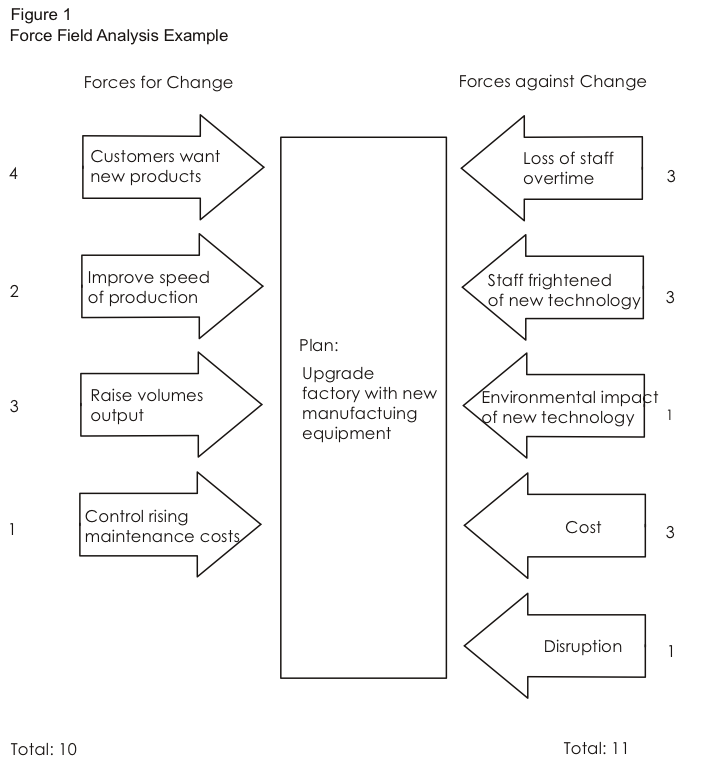 Figure 1
Force Field Analysis Example
Forces for Change
Forces against Change
4
Customers want
new products
Loss of staff
overtime
3
2
Improve speed
of production
Staff frightened
of new technology
3
Plan:
Upgrade
factory with new
manufactuing
equipment
3
Raise volumes
output
Environmental impact
of new technology
1
1
Control rising
maintenance costs
Cost
3
Disruption
1
Total: 10
Total: 11